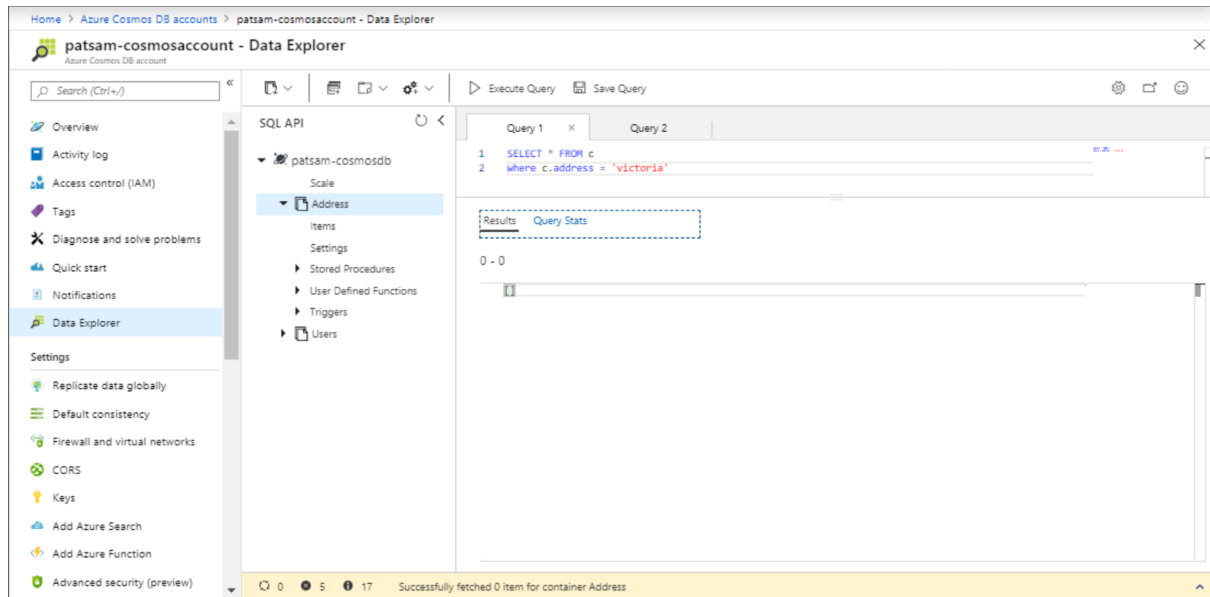 Home > Azure Cosmos DB accounts > patsam-cosmosaccount - Data Explorer
patsam-cosmosaccount - Data Explorer
Azure Cosmos DB account
Search (Ctrl+/)
Overview
Activity log
Access control (IAM)
Tags
Diagnose and solve problems
Quick start
Notifications
Data Explorer
Settings
Replicate data globally
Default consistency
Firewall and virtual networks
CORS
Keys
Add Azure Search
Add Azure Function
Advanced security (preview)
SQL API
patsam-cosmosdb
Scale
Address
Items
Settings
Stored Procedures
User Defined Functions
Triggers
Users
Execute Query Save Query
Query 1 × Query 2
1 SELECT * FROM c
2 where c.address = 'victoria'
Results Query Stats
0 - 0
[]
0 5 17 Successfully fetched 0 item for container Address